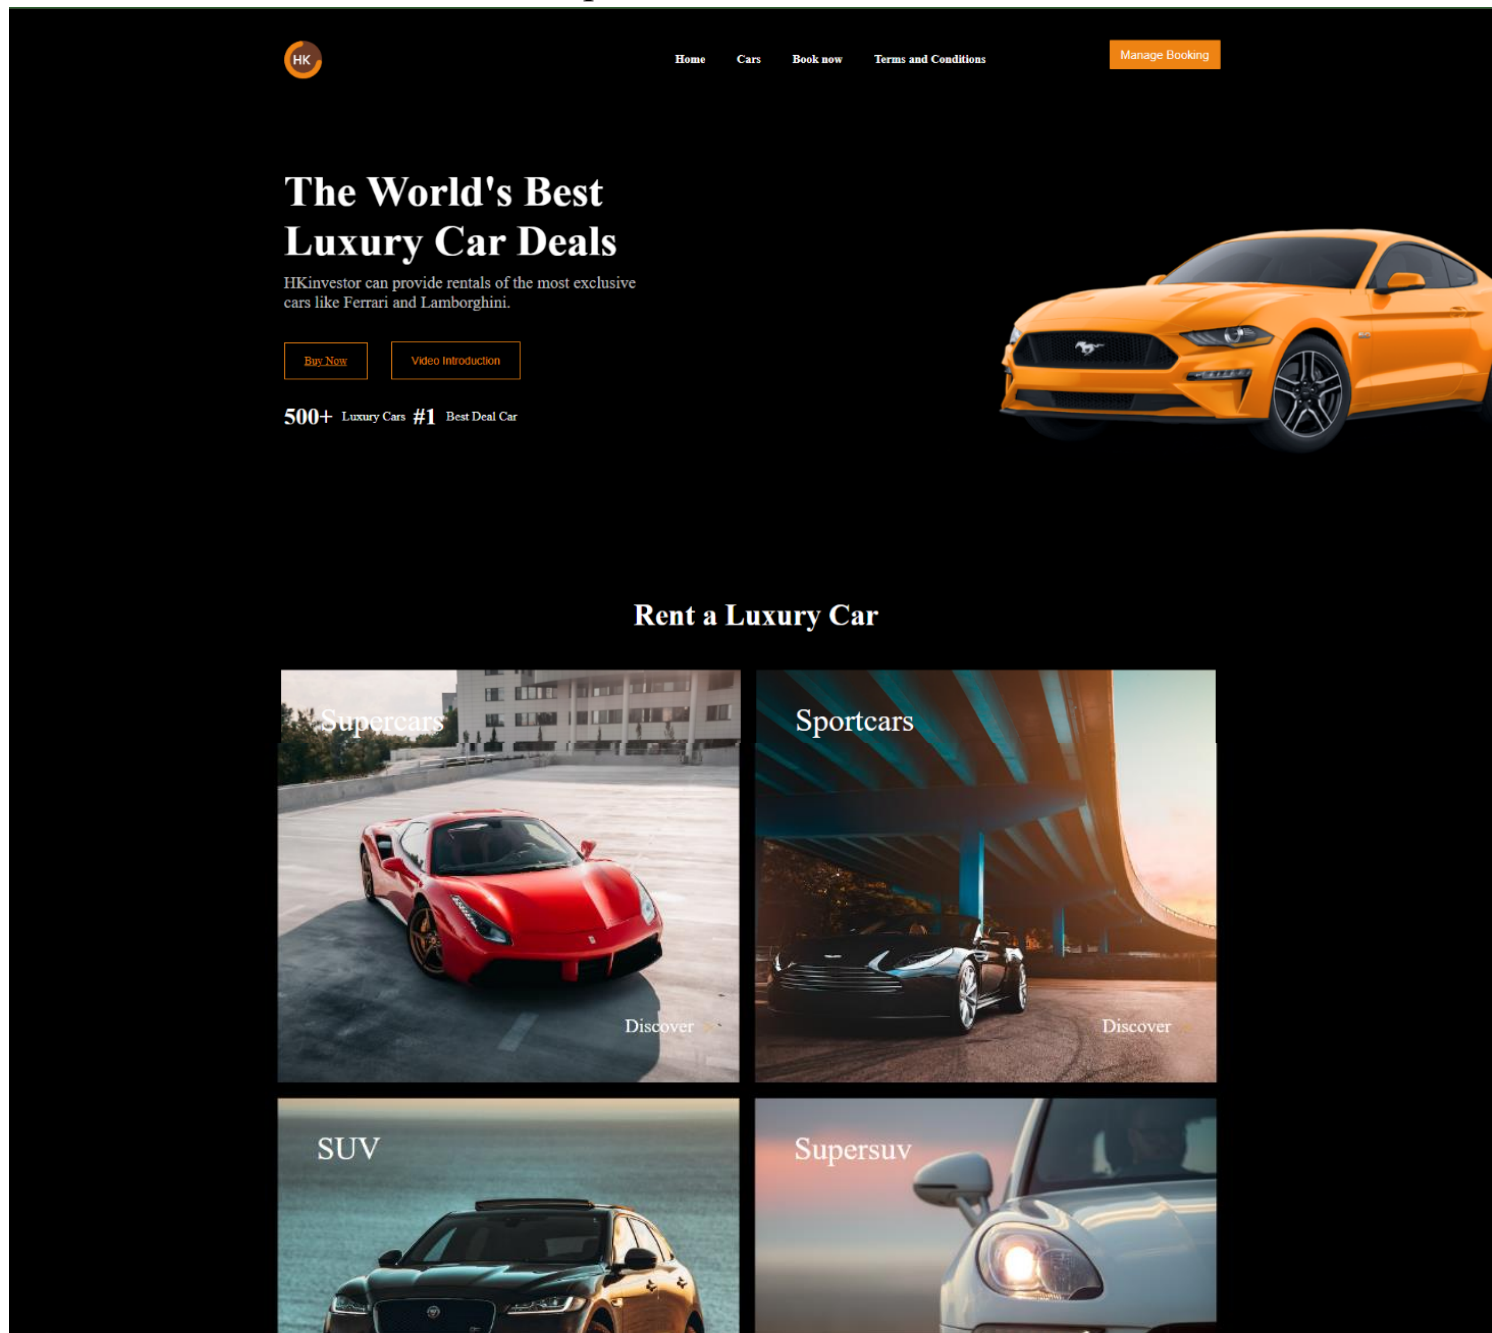 HK
Home Cars Book now Terms and Conditions
Manage Booking
The World's Best
Luxury Car Deals
HKinvestor can provide rentals of the most exclusive
cars like Ferrari and Lamborghini.
Buy Now Video Introduction
500+ Luxury Cars #1 Best Deal Car
Rent a Luxury Car
Supercars
Discover >
Sportcars
Discover >
SUV
Supersuv